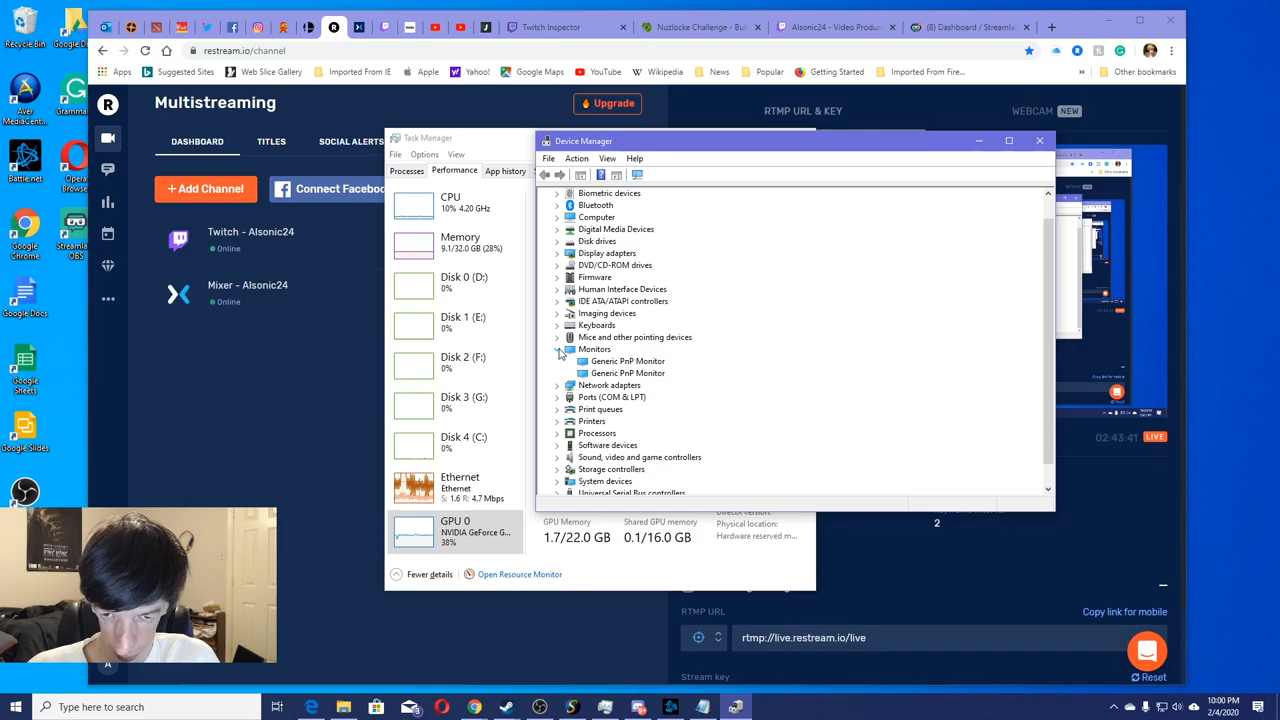 Recycle Bin
Google Dr...
AVer MediaCent...
Battle.net
Opera Browse...
Google Chrome
Streamla... OBS
Google Docs
Google Sheets
Google Slides
Twitch Inspector
Nuzlocke Challenge - Bul
Alsonic24 - Video Produc
(8) Dashboard / Streamlab
restream.io/channel
Apps
Suggested Sites
Web Slice Gallery
Imported From IE
Apple
Yahoo!
Google Maps
YouTube
Wikipedia
News
Popular
Getting Started
Imported From Fire...
Other bookmarks
Multistreaming
Upgrade
DASHBOARD
TITLES
SOCIAL ALERTS
+ Add Channel
Connect Faceboo
Twitch - Alsonic24
Online
Mixer - Alsonic24
Online
RTMP URL & KEY
WEBCAM NEW
02:43:41 LIVE
2
RTMP URL
Copy link for mobile
rtmp://live.restream.io/live
Stream key
Reset
Task Manager
File
Options
View
Processes
Performance
App history
CPU
10% 4.20 GHz
Memory
9.1/32.0 GB (28%)
Disk 0 (D:)
0%
Disk 1 (E:)
0%
Disk 2 (F:)
0%
Disk 3 (G:)
0%
Disk 4 (C:)
0%
Ethernet
Ethernet
S: 1.6 R: 4.7 Mbps
GPU 0
NVIDIA GeForce G...
38%
GPU Memory
1.7/22.0 GB
Shared GPU memory
0.1/16.0 GB
DirectX version:
Physical location:
Hardware reserved m...
Fewer details
Open Resource Monitor
Device Manager
File
Action
View
Help
Biometric devices
Bluetooth
Computer
Digital Media Devices
Disk drives
Display adapters
DVD/CD-ROM drives
Firmware
Human Interface Devices
IDE ATA/ATAPI controllers
Imaging devices
Keyboards
Mice and other pointing devices
Monitors
Generic PnP Monitor
Generic PnP Monitor
Network adapters
Ports (COM & LPT)
Print queues
Printers
Processors
Software devices
Sound, video and game controllers
Storage controllers
System devices
Universal Serial Bus controllers
A
Type here to search
10:00 PM
2/4/2020